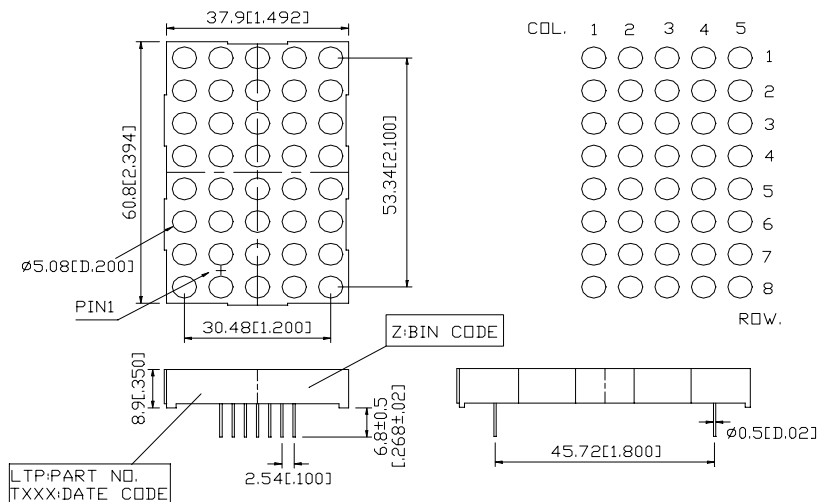 37.9[1.492]
COL. 1 2 3 4 5
1
2
3
4
5
6
7
8
ROW.
60.8[2.394]
53.34[2.100]
ø5.08[D.200]
PIN1
30.48[1.200]
Z:BIN CODE
8.9[.350]
6.8±0.5
[.268±.02]
2.54[.100]
45.72[1.800]
ø0.5[D.02]
LTP:PART NO.
TXXX:DATE CODE